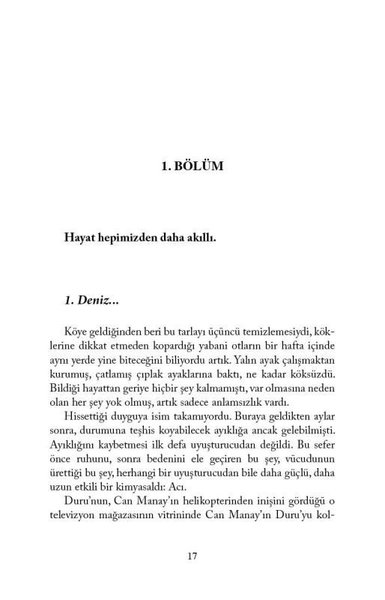 1. BÖLÜM
Hayat hepimizden daha akıllı.
1. Deniz...
Köye geldiğinden beri bu tarlayı üçüncü temizlemesiydi, kök-
lerine dikkat etmeden kopardığı yabani otların bir hafta içinde
aynı yerde yine biteceğini biliyordu artık. Yalın ayak çalışmaktan
kurumuş, çatlamış çıplak ayaklarına baktı, ne kadar köksüzdü.
Bildiği hayattan geriye hiçbir şey kalmamıştı, var olmasına neden
olan her şey yok olmuş, artık sadece anlamsızlık vardı.
Hissettiği duyguya isim takamıyordu. Buraya geldikten aylar
sonra, durumuna teşhis koyabilecek ayıklığa ancak gelebilmişti.
Ayıklığını kaybetmesi ilk defa uyuşturucudan değildi. Bu sefer
önce ruhunu, sonra bedenini ele geçiren bu şey, vücudunun
ürettiği bu şey, herhangi bir uyuşturucudan bile daha güçlü, daha
uzun etkili bir kimyasaldı: Acı.
Duru'nun, Can Manay'ın helikopterinden inişini gördüğü o
televizyon mağazasının vitrininde Can Manay'ın Duru'yu kol-
17